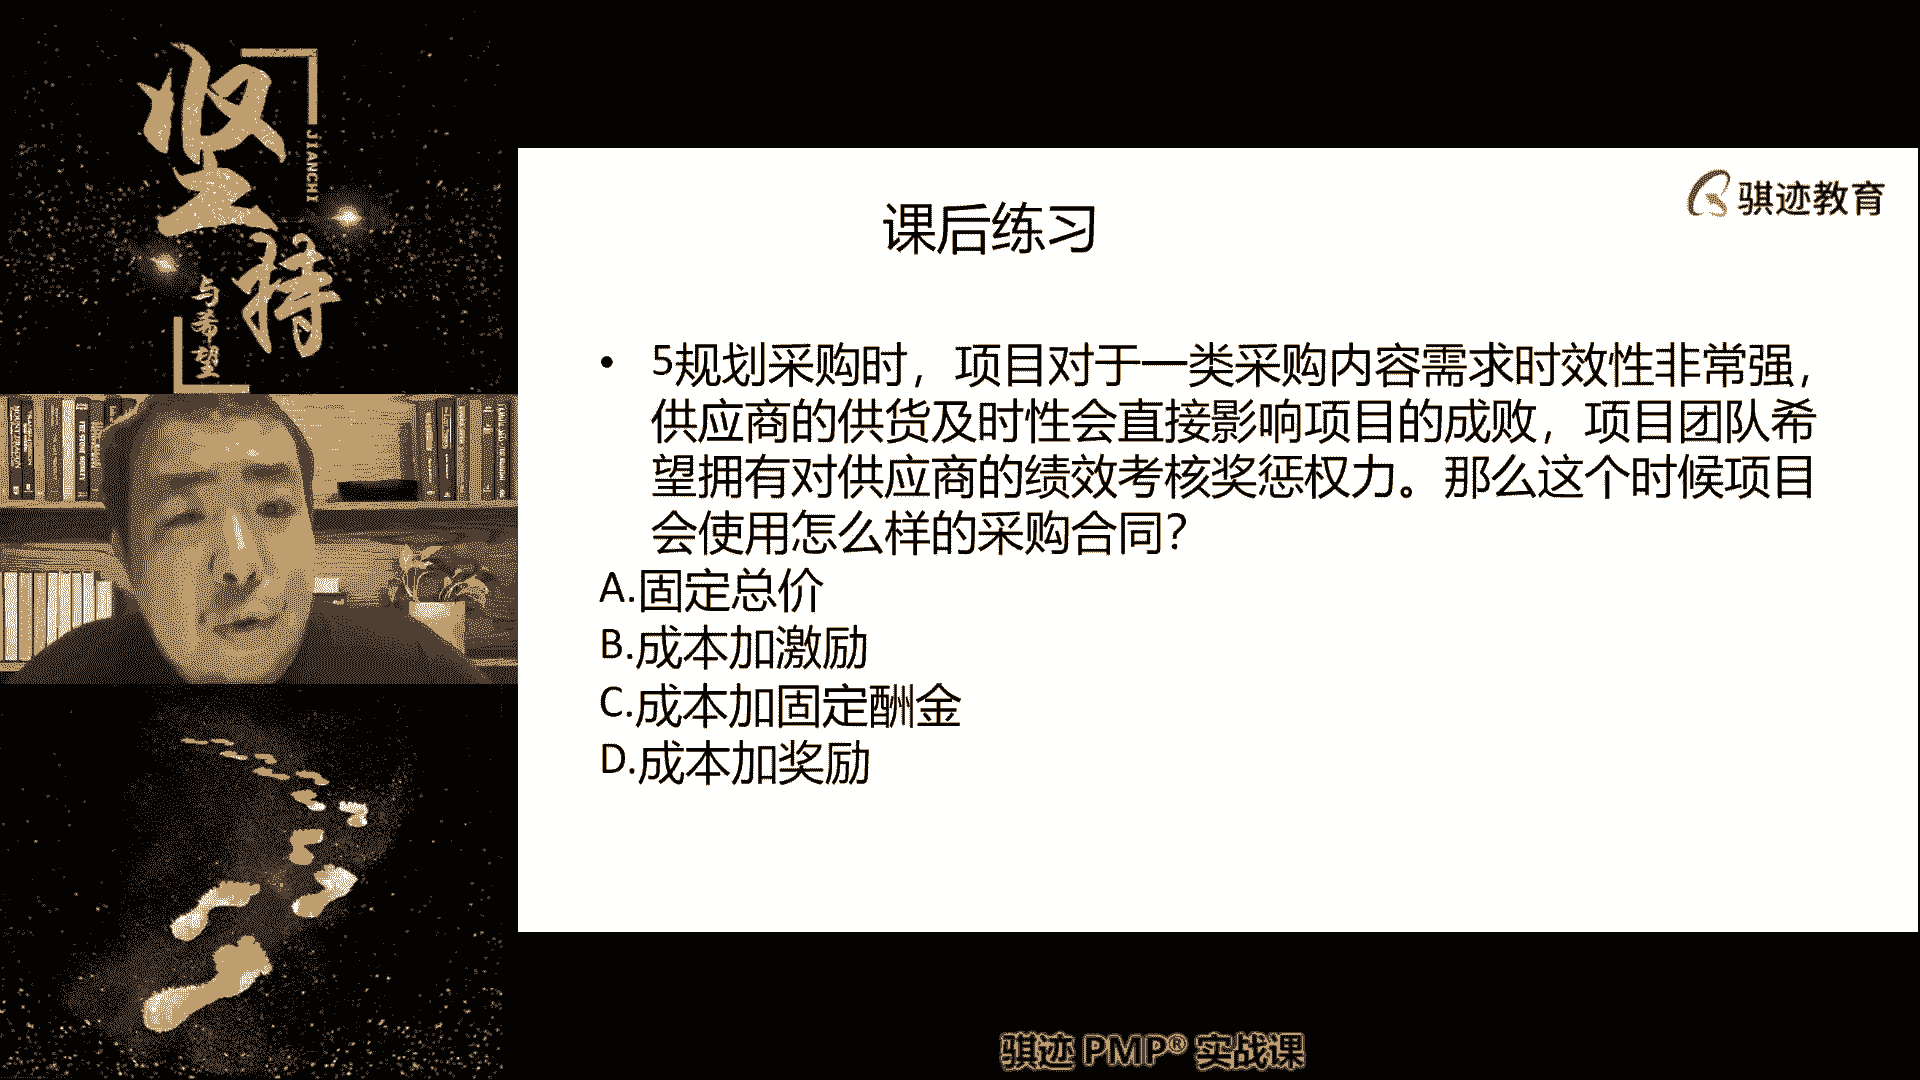 坚
JIANCHI
持
与希望
骐迹教育
课后练习
• 5规划采购时，项目对于一类采购内容需求时效性非常强，
供应商的供货及时性会直接影响项目的成败，项目团队希
望拥有对供应商的绩效考核奖惩权力。那么这个时候项目
会使用怎么样的采购合同？
A.固定总价
B.成本加激励
C.成本加固定酬金
D.成本加奖励
骐迹 PMP® 实战课